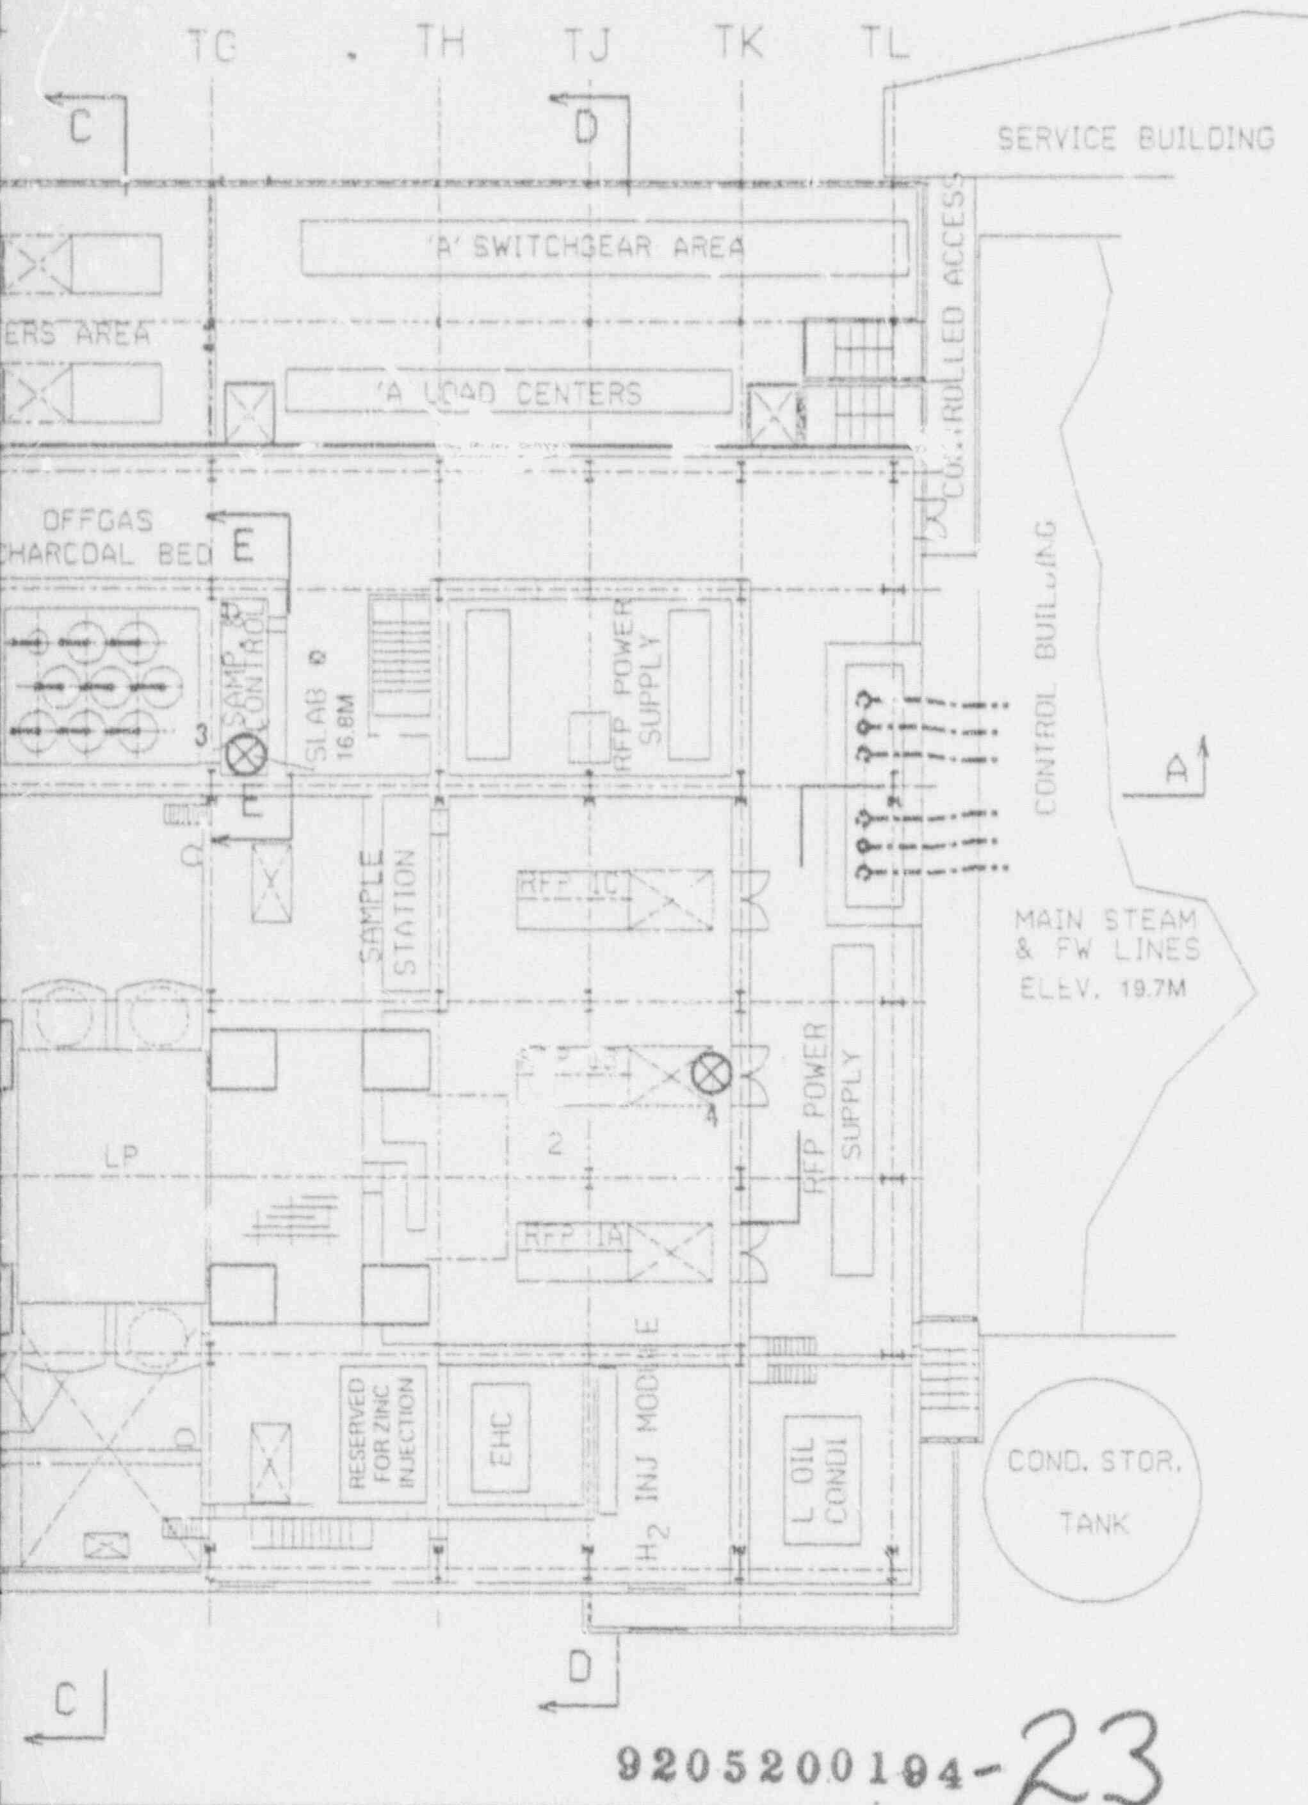 TG
TH
TJ
TK
TL
C
D
SERVICE BUILDING
'A' SWITCHGEAR AREA
ERS AREA
'A' LOAD CENTERS
CONTROLLED ACCESS
OFFGAS
CHARCOAL BED
E
SAMP. &
CONTROL
SLAB @
16.8M
3
RFP POWER
SUPPLY
CONTROL BUILDING
A
SAMPLE
STATION
RFP 1C
MAIN STEAM
& FW LINES
ELEV. 19.7M
4
2
LP
RFP POWER
SUPPLY
RFP 1A
RESERVED
FOR ZINC
INJECTION
EHC
H2 INJ MODULE
L OIL
CONDI
COND. STOR.
TANK
C
D
9205200194-23